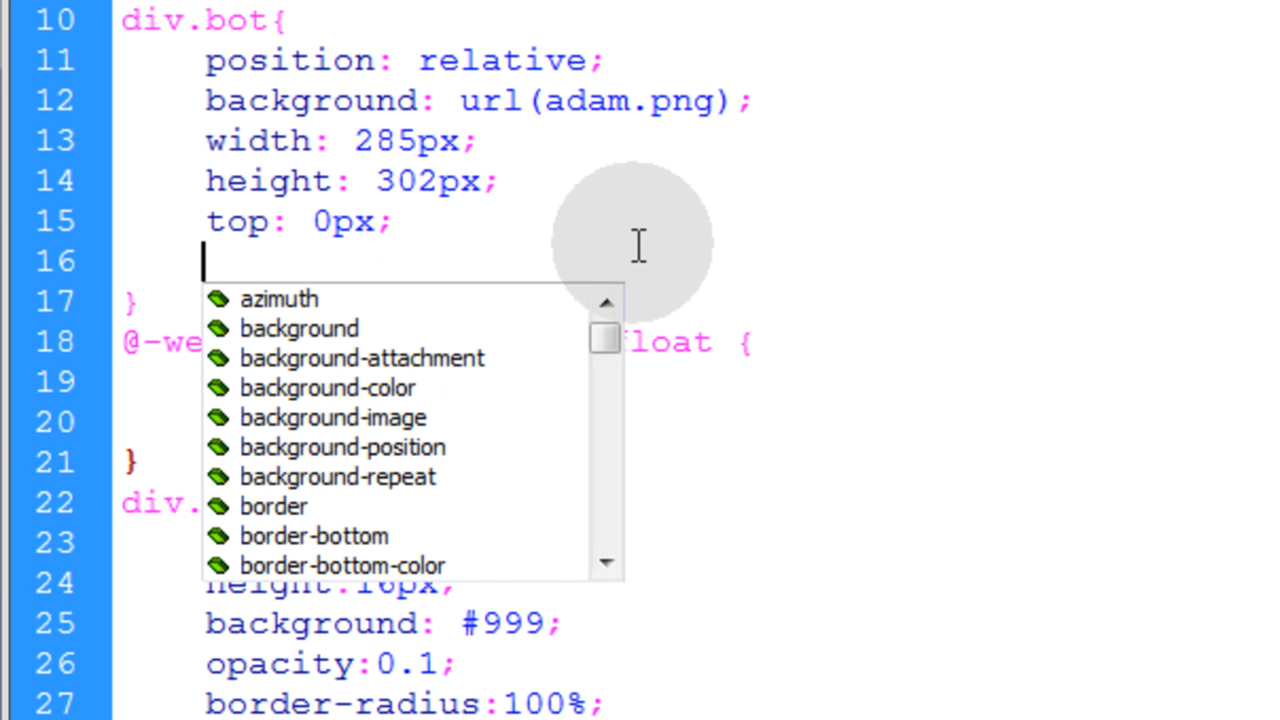 10 div.bot{
11 position: relative;
12 background: url(adam.png);
13 width: 285px;
14 height: 302px;
15 top: 0px;
16
azimuth
17 }
background
18 @-we loat {
background-attachment
19
background-color
20
background-image
background-position
21 }
background-repeat
22 div.
border
23
border-bottom
border-bottom-color
24 height:16px;
25 background: #999;
26 opacity:0.1;
27 border-radius:100%;